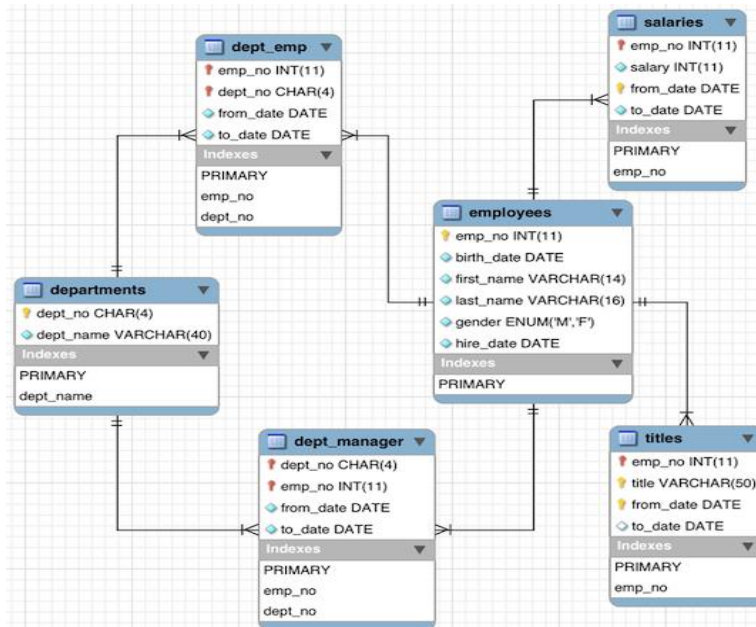 dept_emp
emp_no INT(11)
dept_no CHAR(4)
from_date DATE
to_date DATE
Indexes
PRIMARY
emp_no
dept_no
salaries
emp_no INT(11)
salary INT(11)
from_date DATE
to_date DATE
Indexes
PRIMARY
emp_no
employees
emp_no INT(11)
birth_date DATE
first_name VARCHAR(14)
last_name VARCHAR(16)
gender ENUM('M','F')
hire_date DATE
Indexes
PRIMARY
departments
dept_no CHAR(4)
dept_name VARCHAR(40)
Indexes
PRIMARY
dept_name
dept_manager
dept_no CHAR(4)
emp_no INT(11)
from_date DATE
to_date DATE
Indexes
PRIMARY
emp_no
dept_no
titles
emp_no INT(11)
title VARCHAR(50)
from_date DATE
to_date DATE
Indexes
PRIMARY
emp_no